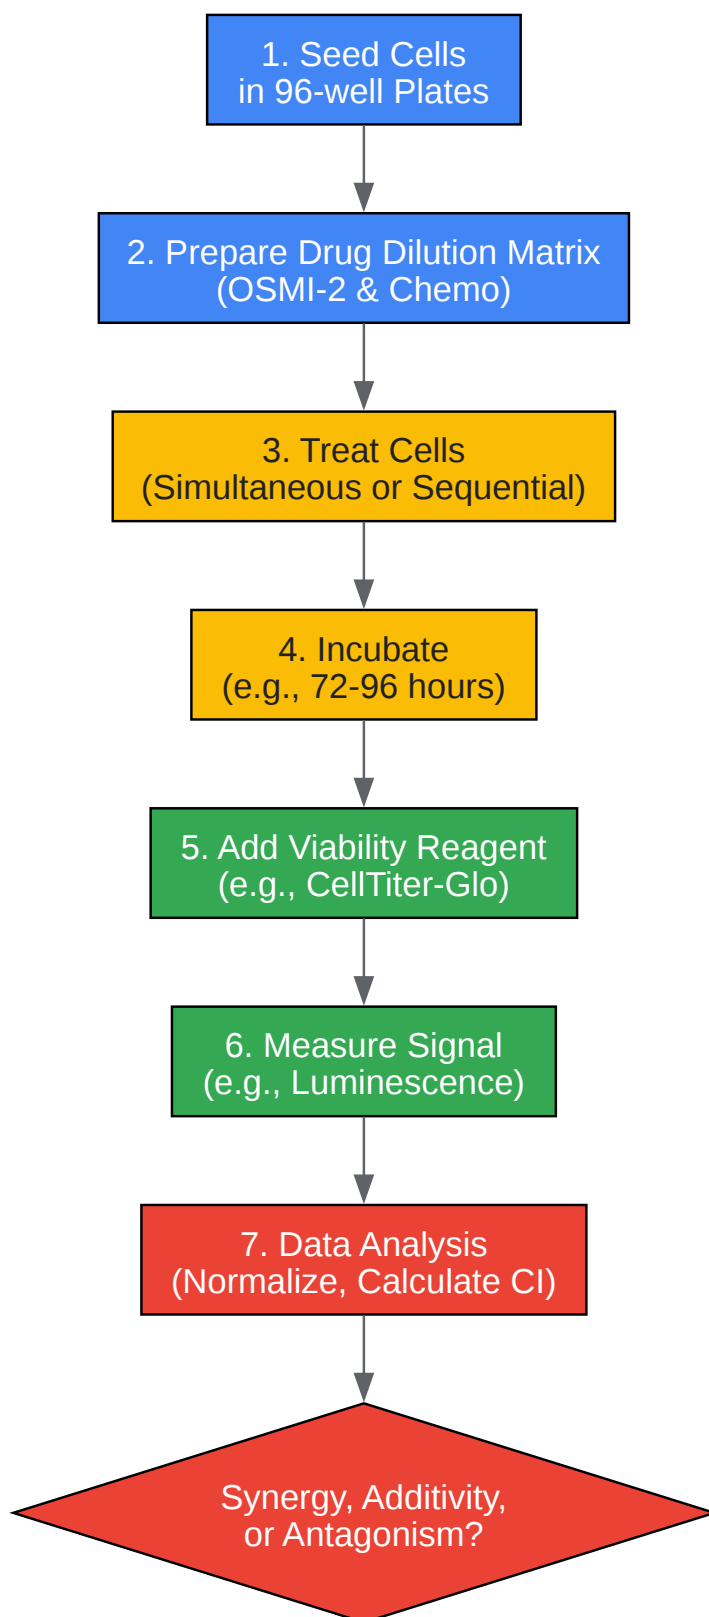 1. Seed Cells
in 96-well Plates
2. Prepare Drug Dilution Matrix
(OSMI-2 & Chemo)
3. Treat Cells
(Simultaneous or Sequential)
4. Incubate
(e.g., 72-96 hours)
5. Add Viability Reagent
(e.g., CellTiter-Glo)
6. Measure Signal
(e.g., Luminescence)
7. Data Analysis
(Normalize, Calculate CI)
Synergy, Additivity,
or Antagonism?